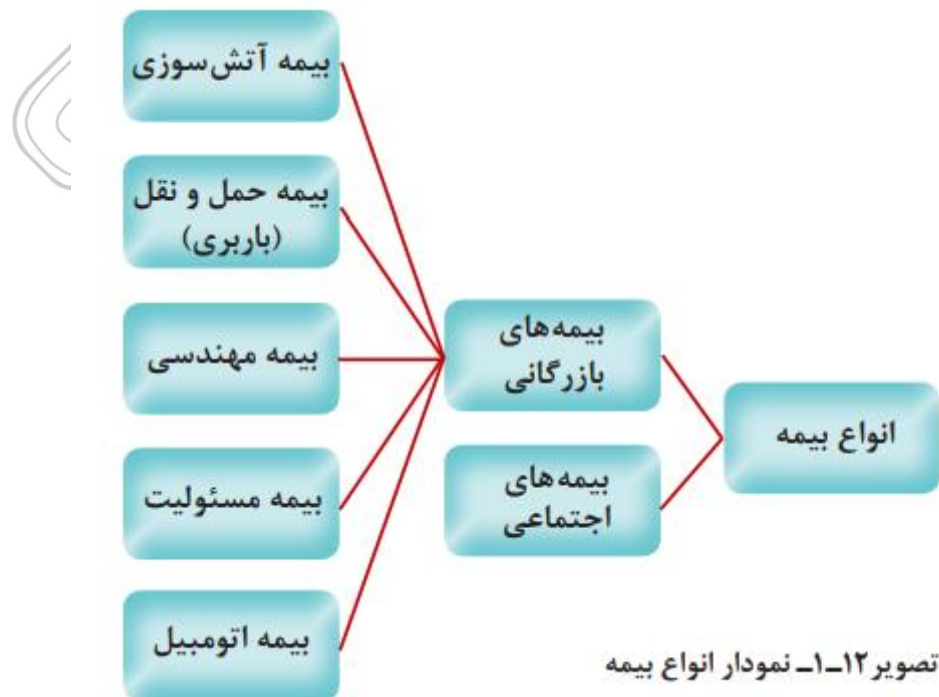 انواع بیمه
بیمه‌های
بازرگانی
بیمه‌های
اجتماعی
بیمه آتش‌سوزی
بیمه حمل و نقل
(باربری)
بیمه مهندسی
بیمه مسئولیت
بیمه اتومبیل
تصویر۱۲ــ۱ــ نمودار انواع بیمه